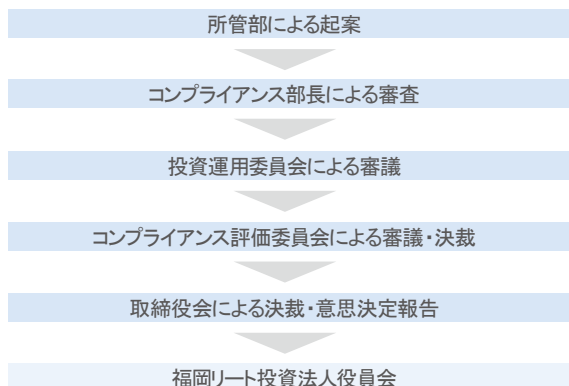 所管部による起案
コンプライアンス部長による審査
投資運用委員会による審議
コンプライアンス評価委員会による審議・決裁
取締役会による決裁・意思決定報告
福岡リート投資法人役員会